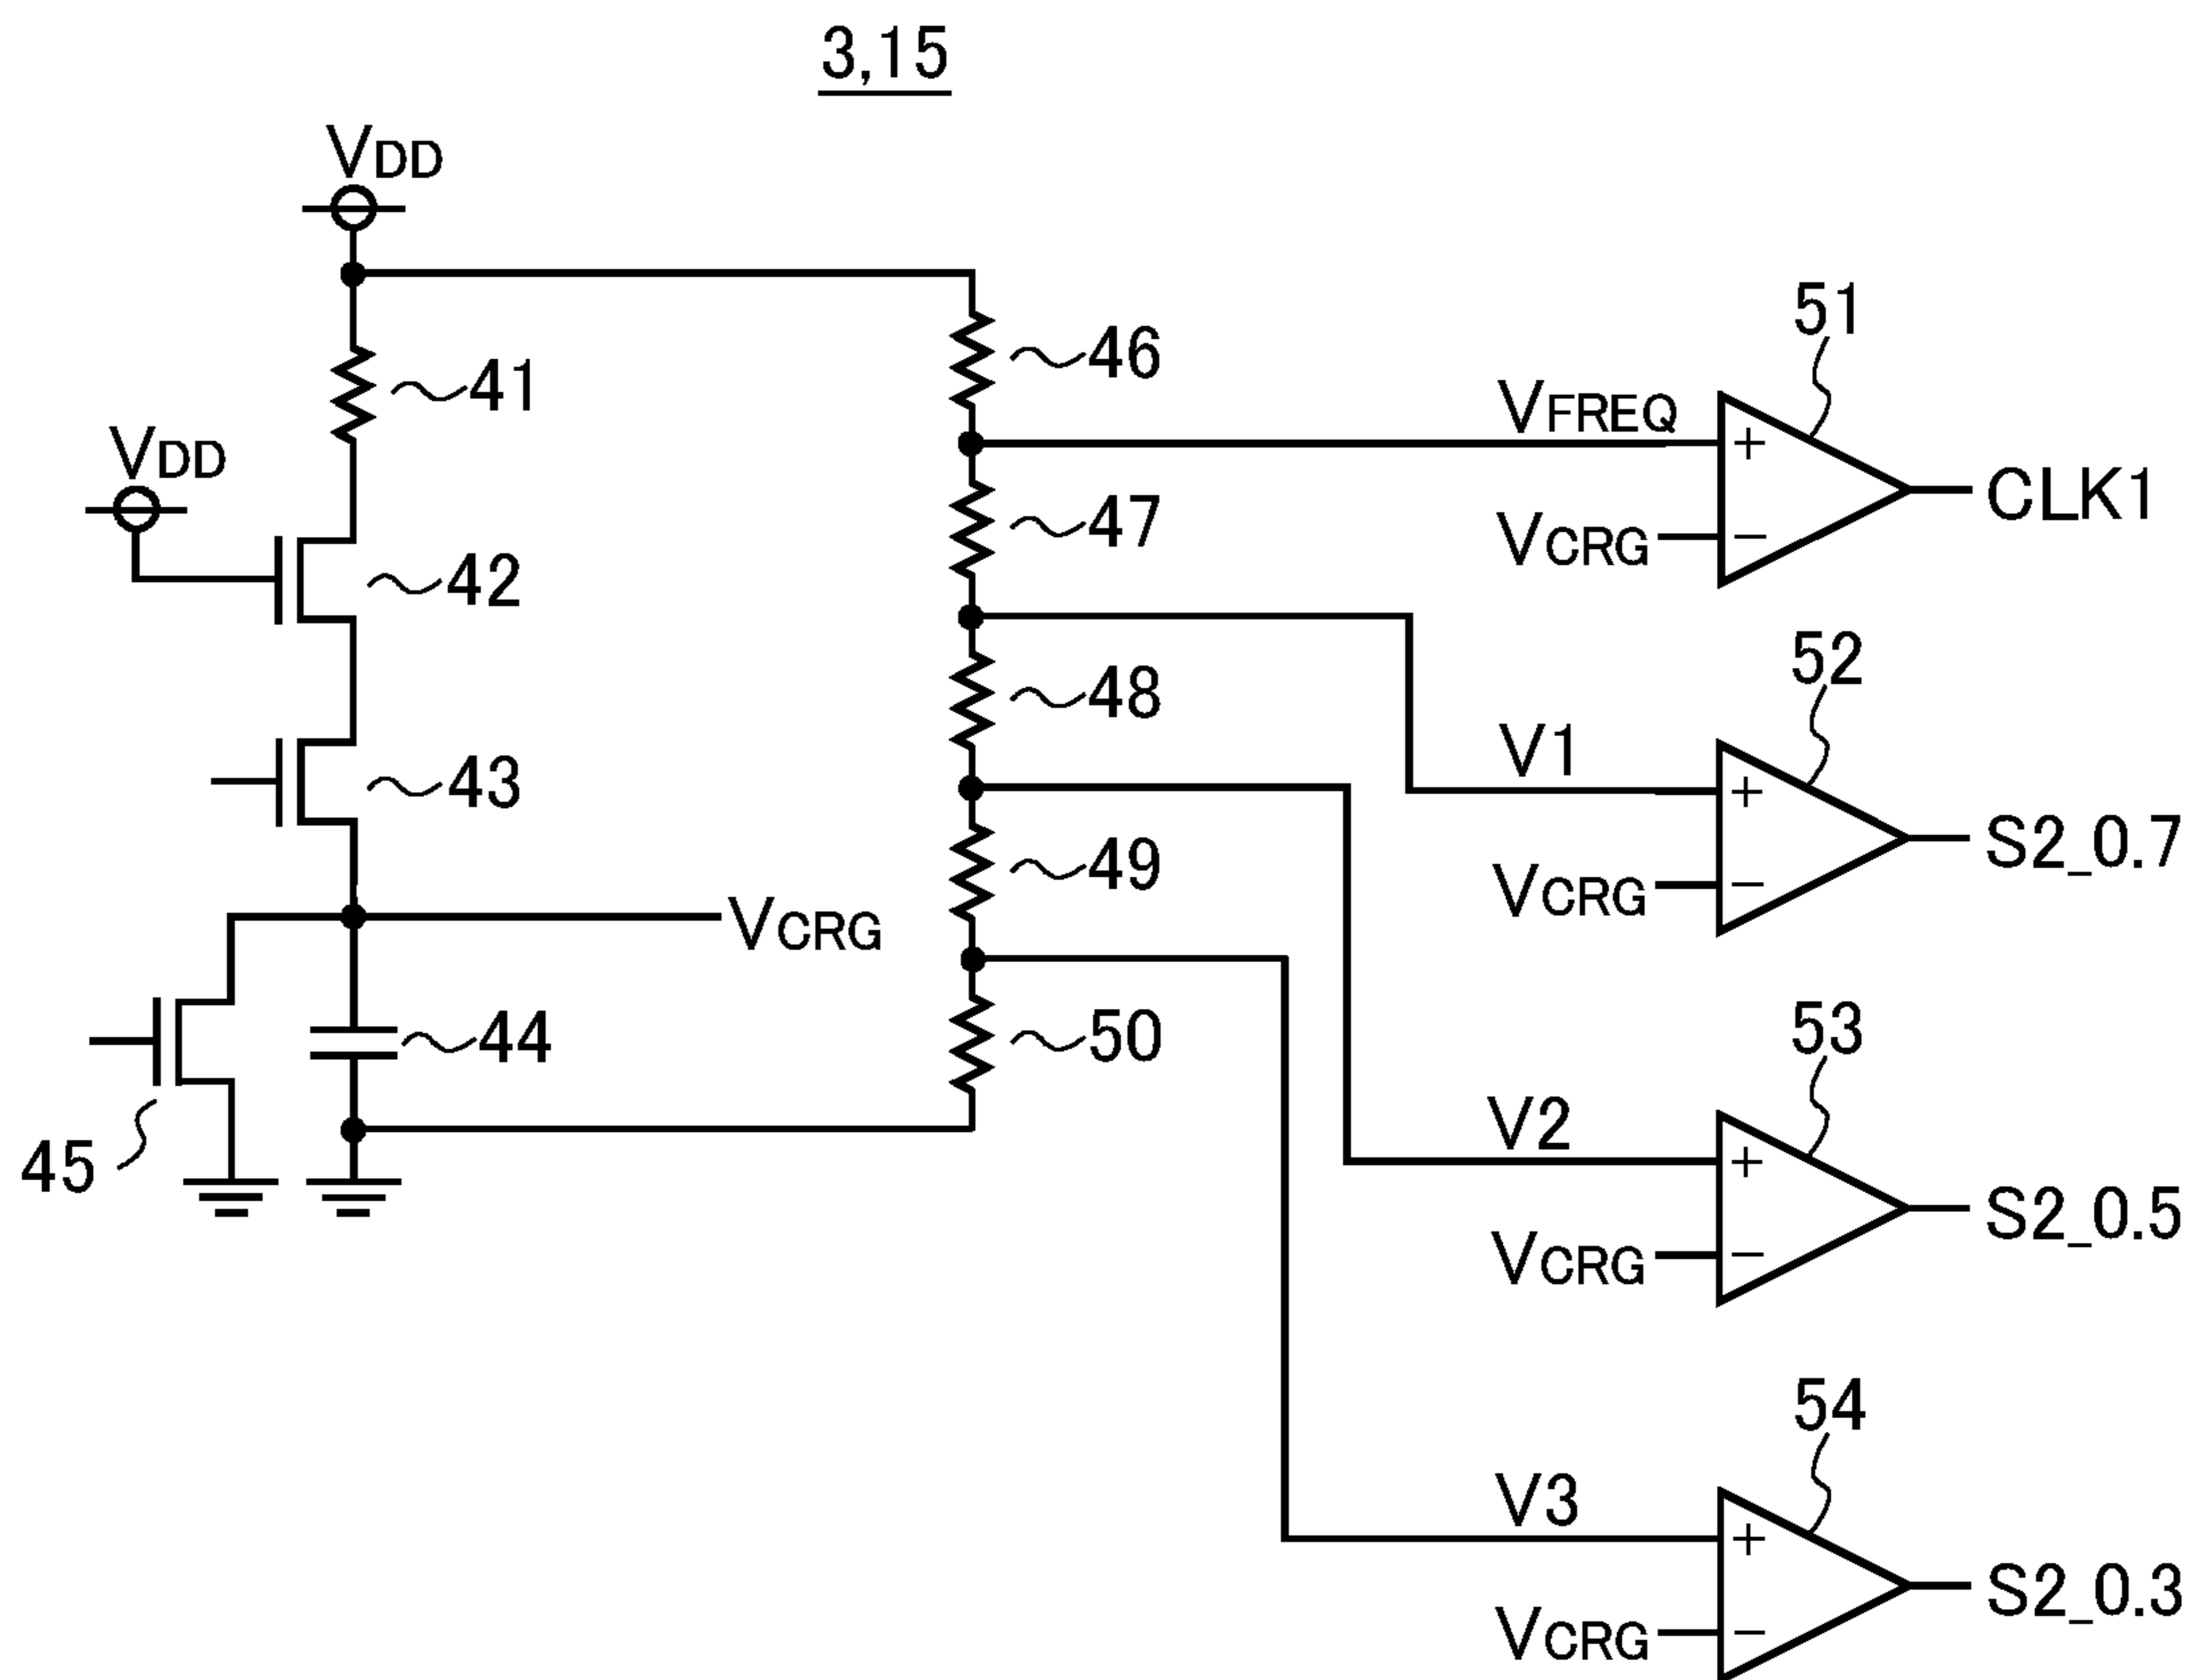 3,15
VDD
41
VDD
42
43
VCRG
44
45
46
47
48
49
50
51
VFREQ
+
VCRG
−
CLK1
52
V1
+
VCRG
−
S2_0.7
53
V2
+
VCRG
−
S2_0.5
54
V3
+
VCRG
−
S2_0.3